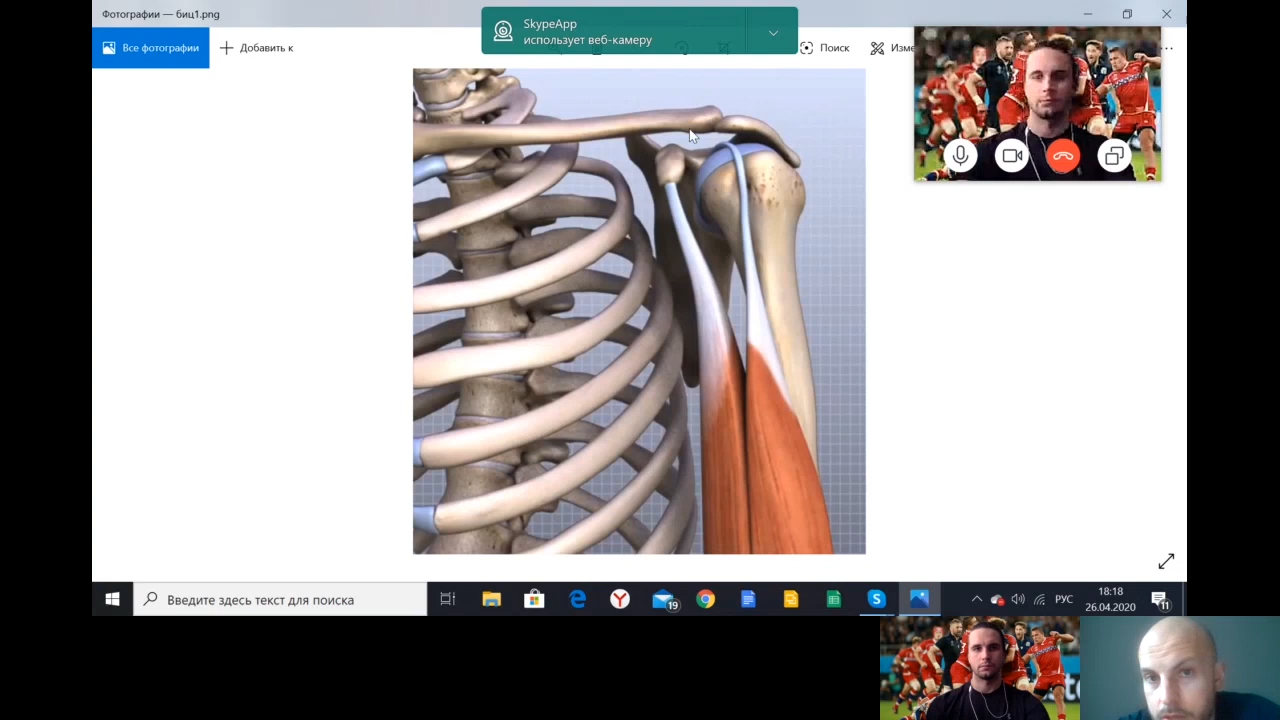 Фотографии — биц1.png
SkypeApp
использует веб-камеру
Все фотографии
Добавить к
Поиск
Изме
Введите здесь текст для поиска
19
РУС
18:18
26.04.2020
11